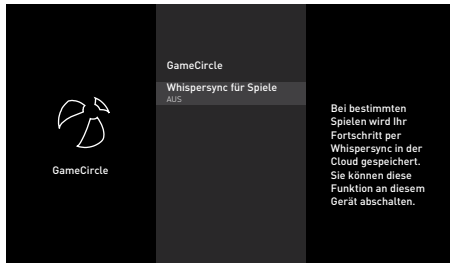 GameCircle
GameCircle
Whispersync für Spiele
AUS
Bei bestimmten
Spielen wird Ihr
Fortschritt per
Whispersync in der
Cloud gespeichert.
Sie können diese
Funktion an diesem
Gerät abschalten.